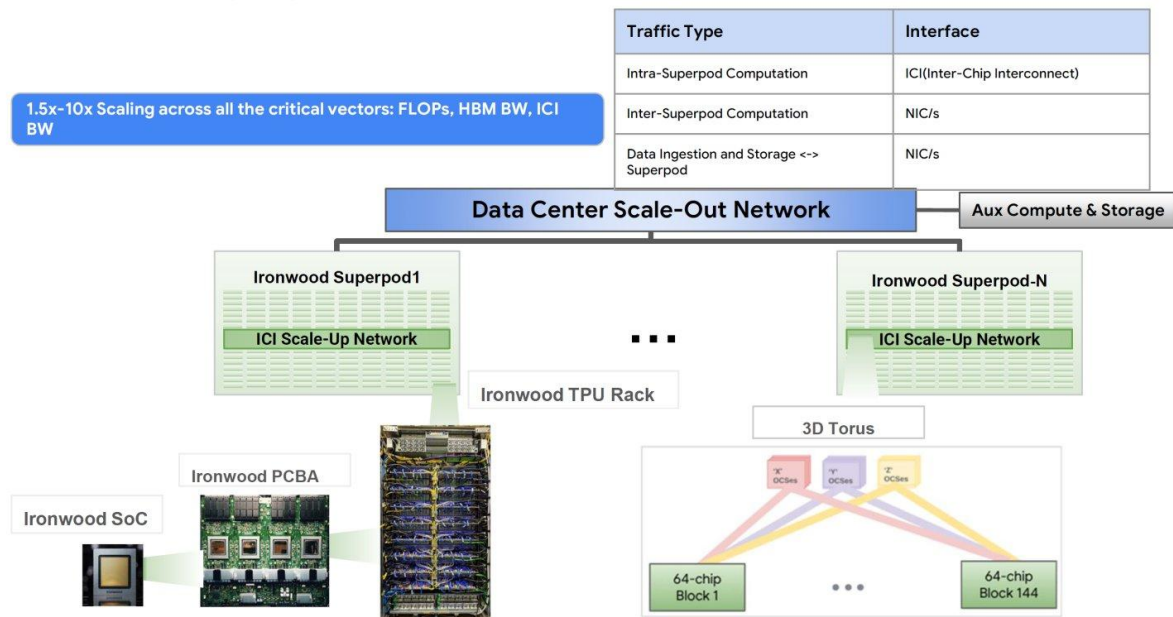 Traffic Type
Interface
Intra-Superpod Computation
ICI(Inter-Chip Interconnect)
Inter-Superpod Computation
NIC/s
Data Ingestion and Storage <->
Superpod
NIC/s
1.5x-10x Scaling across all the critical vectors: FLOPs, HBM BW, ICI
BW
Data Center Scale-Out Network
Aux Compute & Storage
Ironwood Superpod1
ICI Scale-Up Network
...
Ironwood Superpod-N
ICI Scale-Up Network
Ironwood TPU Rack
3D Torus
Ironwood PCBA
Ironwood SoC
'X'
OCSes
'Y'
OCSes
'Z'
OCSes
64-chip
Block 1
...
64-chip
Block 144